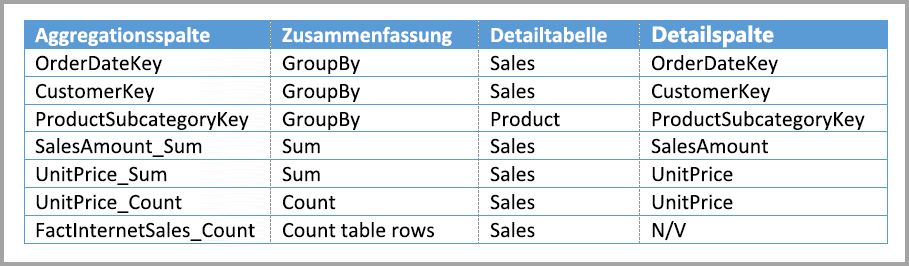 Aggregationsspalte Zusammenfassung Detailtabelle Detailspalte
OrderDateKey GroupBy Sales OrderDateKey
CustomerKey GroupBy Sales CustomerKey
ProductSubcategoryKey GroupBy Product ProductSubcategoryKey
SalesAmount_Sum Sum Sales SalesAmount
UnitPrice_Sum Sum Sales UnitPrice
UnitPrice_Count Count Sales UnitPrice
FactInternetSales_Count Count table rows Sales N/V